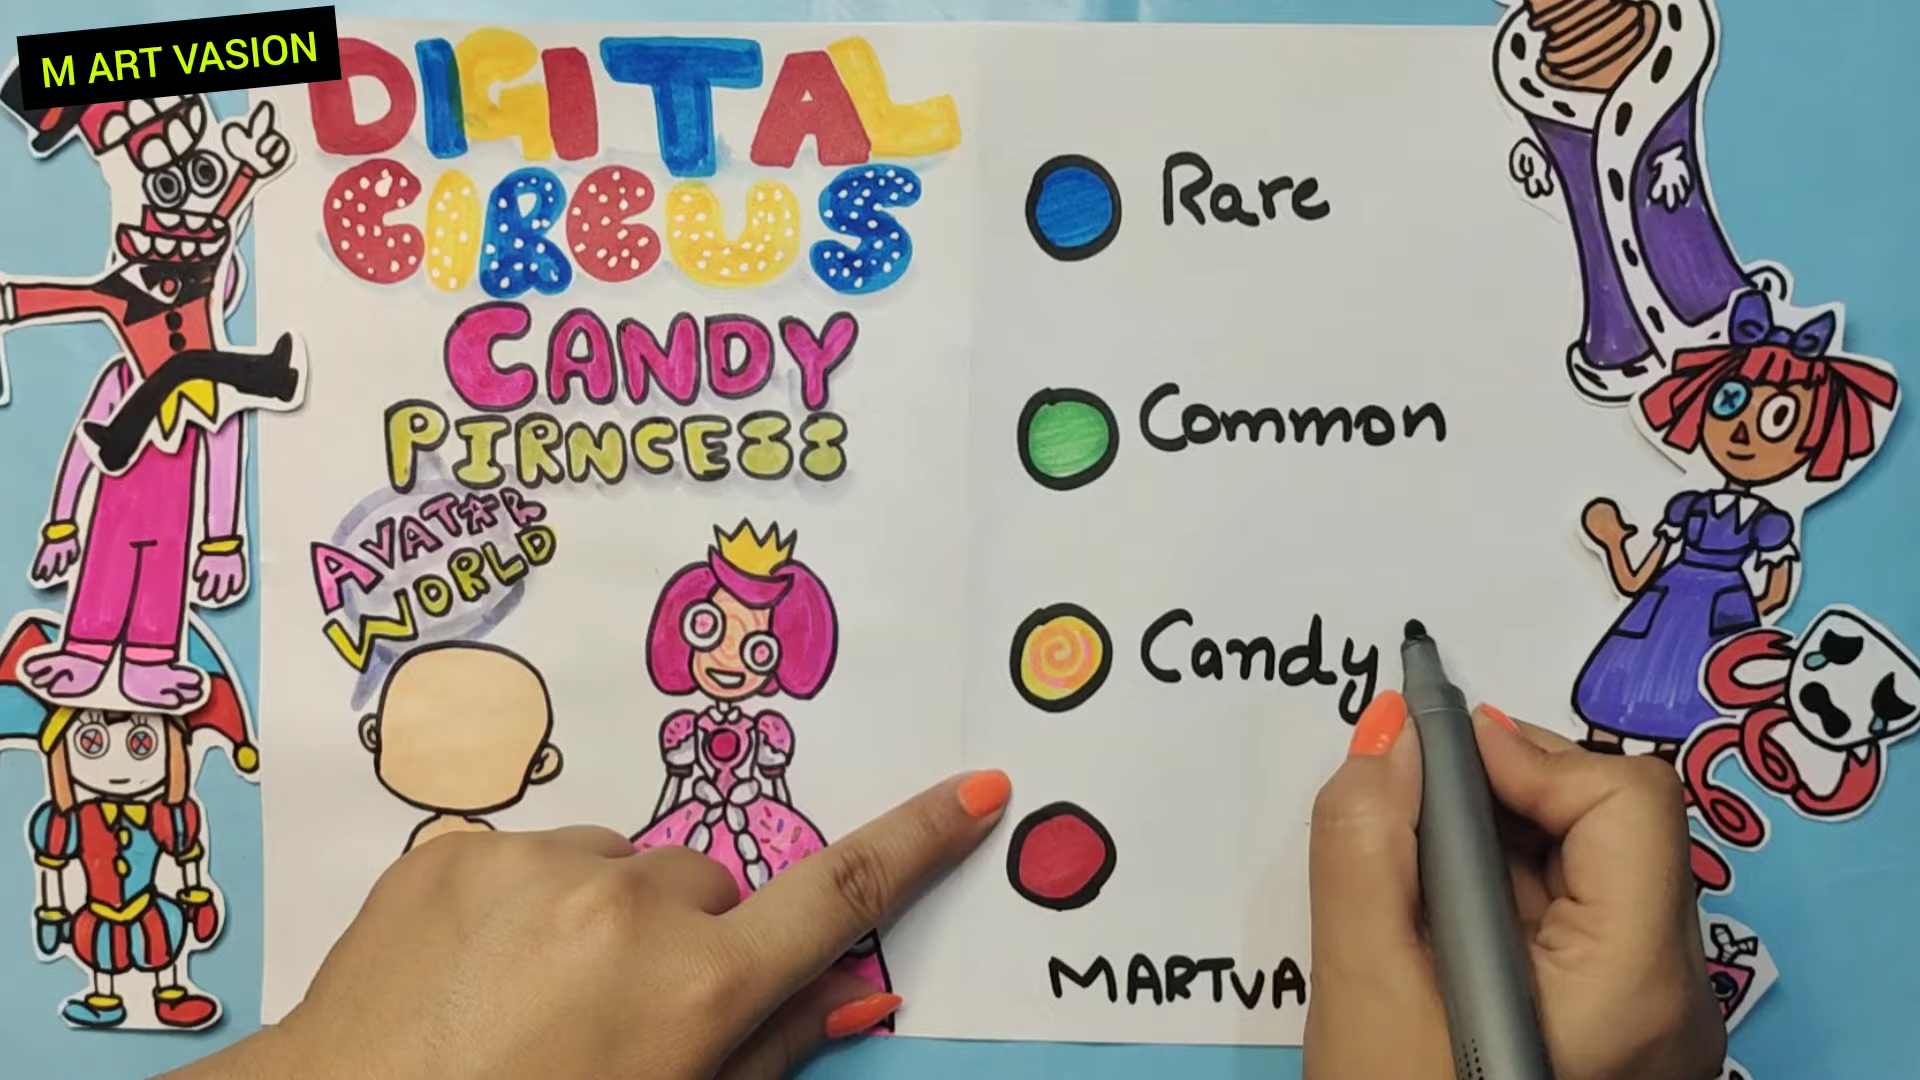 M ART VASION
DIGITAL
CIRCUS
CANDY
PIRNCESS
AVATAR
WORLD
Rare
Common
Candy
MARTVA